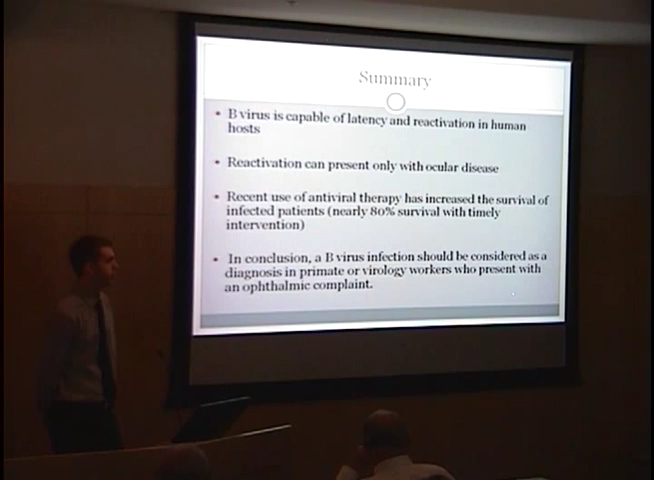 Summary
• B virus is capable of latency and reactivation in human
hosts
• Reactivation can present only with ocular disease
• Recent use of antiviral therapy has increased the survival of
infected patients (nearly 80% survival with timely
intervention)
• In conclusion, a B virus infection should be considered as a
diagnosis in primate or virology workers who present with
an ophthalmic complaint.